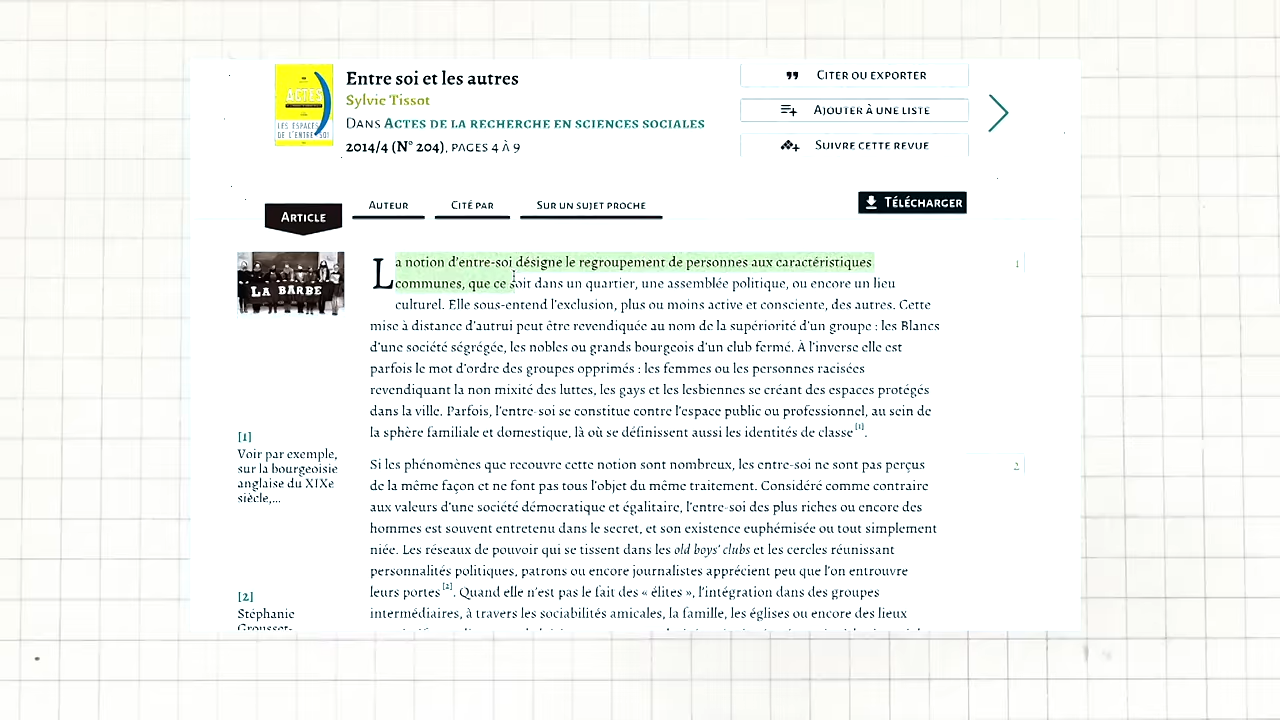 Entre soi et les autres
Sylvie Tissot
Dans Actes de la recherche en sciences sociales
2014/4 (N° 204), pages 4 à 9
ACTES
LES ESPACES
DE L'ENTRE-SOI
Citer ou exporter
Ajouter à une liste
Suivre cette revue
Article
Auteur
Cité par
Sur un sujet proche
Télécharger
LA BARBE
La notion d'entre-soi désigne le regroupement de personnes aux caractéristiques
communes, que ce soit dans un quartier, une assemblée politique, ou encore un lieu
culturel. Elle sous-entend l'exclusion, plus ou moins active et consciente, des autres. Cette
mise à distance d'autrui peut être revendiquée au nom de la supériorité d'un groupe : les Blancs
d'une société ségrégée, les nobles ou grands bourgeois d'un club fermé. À l'inverse elle est
parfois le mot d'ordre des groupes opprimés : les femmes ou les personnes racisées
revendiquant la non mixité des luttes, les gays et les lesbiennes se créant des espaces protégés
dans la ville. Parfois, l'entre-soi se constitue contre l'espace public ou professionnel, au sein de
la sphère familiale et domestique, là où se définissent aussi les identités de classe [1].
1
[1]
Voir par exemple,
sur la bourgeoisie
anglaise du XIXe
siècle,...
Si les phénomènes que recouvre cette notion sont nombreux, les entre-soi ne sont pas perçus
de la même façon et ne font pas tous l'objet du même traitement. Considéré comme contraire
aux valeurs d'une société démocratique et égalitaire, l'entre-soi des plus riches ou encore des
hommes est souvent entretenu dans le secret, et son existence euphémisée ou tout simplement
niée. Les réseaux de pouvoir qui se tissent dans les old boys' clubs et les cercles réunissant
personnalités politiques, patrons ou encore journalistes apprécient peu que l'on entrouvre
leurs portes [2]. Quand elle n'est pas le fait des « élites », l'intégration dans des groupes
intermédiaires, à travers les sociabilités amicales, la famille, les églises ou encore des lieux
2
[2]
Stéphanie
Grousset-